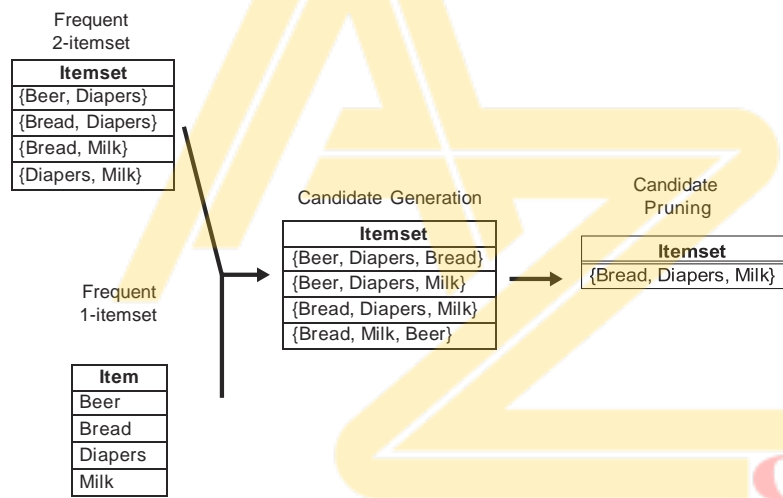 Frequent
2-itemset
Itemset
{Beer, Diapers}
{Bread, Diapers}
{Bread, Milk}
{Diapers, Milk}
Candidate Generation
Itemset
{Beer, Diapers, Bread}
{Beer, Diapers, Milk}
{Bread, Diapers, Milk}
{Bread, Milk, Beer}
Candidate
Pruning
Itemset
{Bread, Diapers, Milk}
Frequent
1-itemset
Item
Beer
Bread
Diapers
Milk